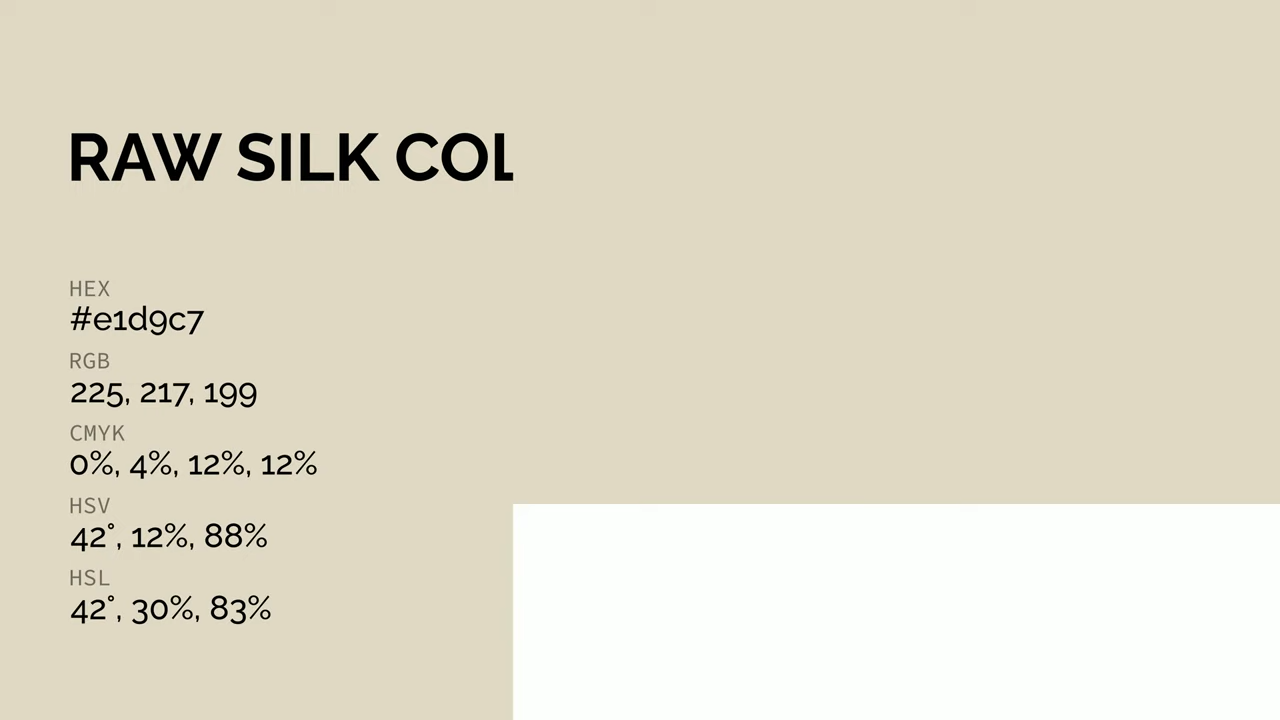 RAW SILK COL
HEX
#e1d9c7
RGB
225, 217, 199
CMYK
0%, 4%, 12%, 12%
HSV
42°, 12%, 88%
HSL
42°, 30%, 83%